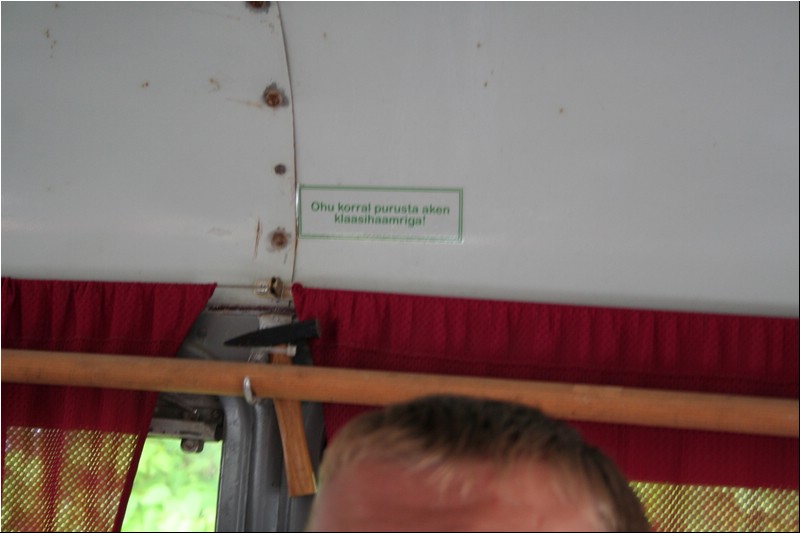 Ohu korral purusta aken
klaasihaamriga!